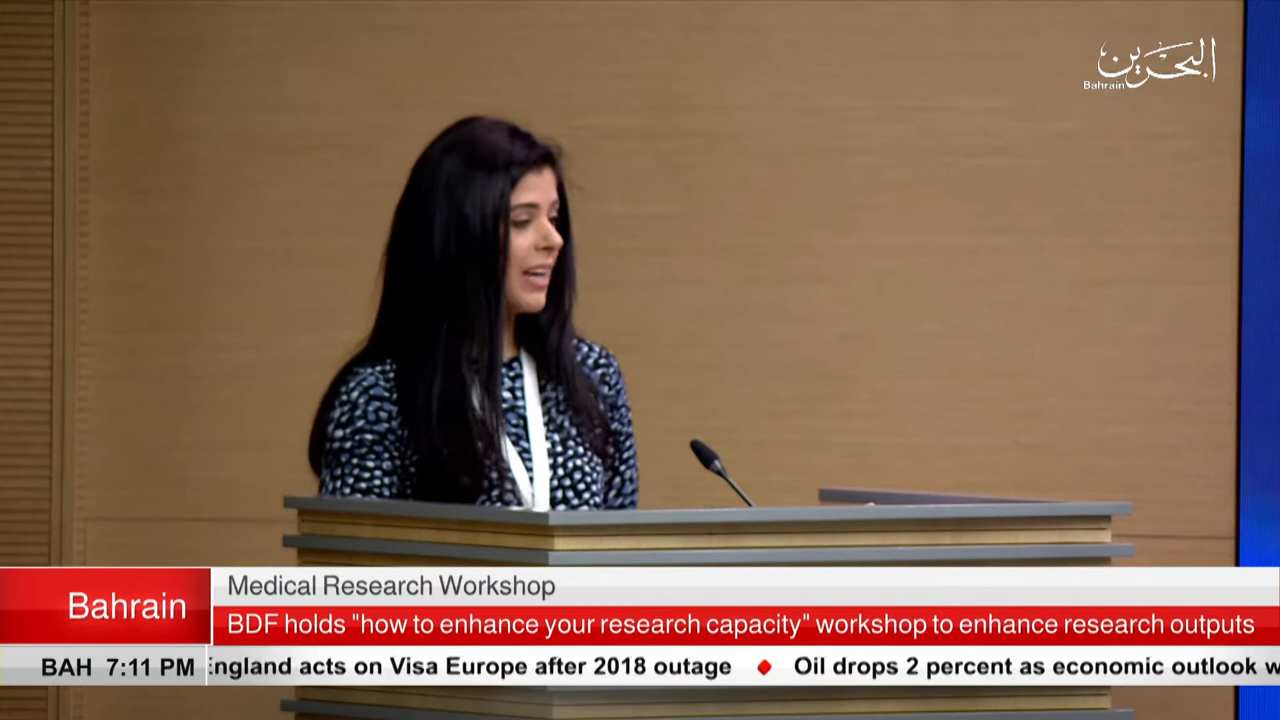 البحرين
Bahrain
Medical Research Workshop
Bahrain
BDF holds "how to enhance your research capacity" workshop to enhance research outputs
BAH 7:11 PM
England acts on Visa Europe after 2018 outage ♦ Oil drops 2 percent as economic outlook